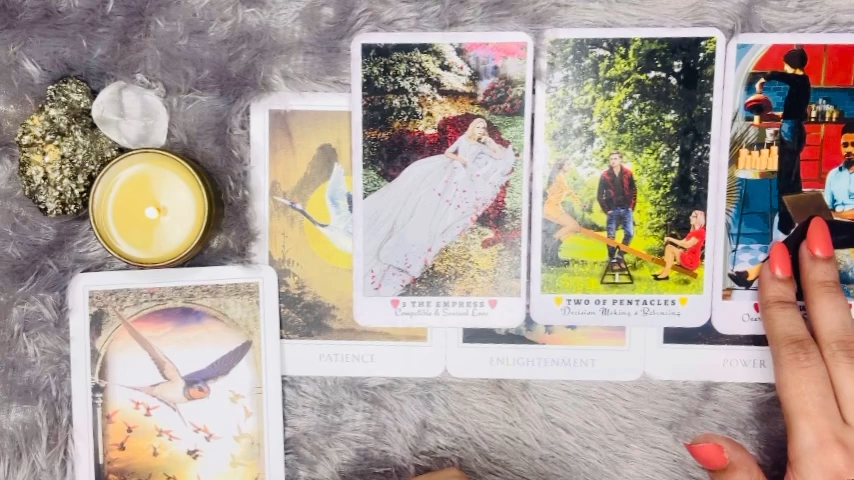 3 THE EMPRESS
Compatible & Sensual Love
TWO OF PENTACLES
Decision Making & Balancing
PATIENCE
ENLIGHTENMENT
POWER